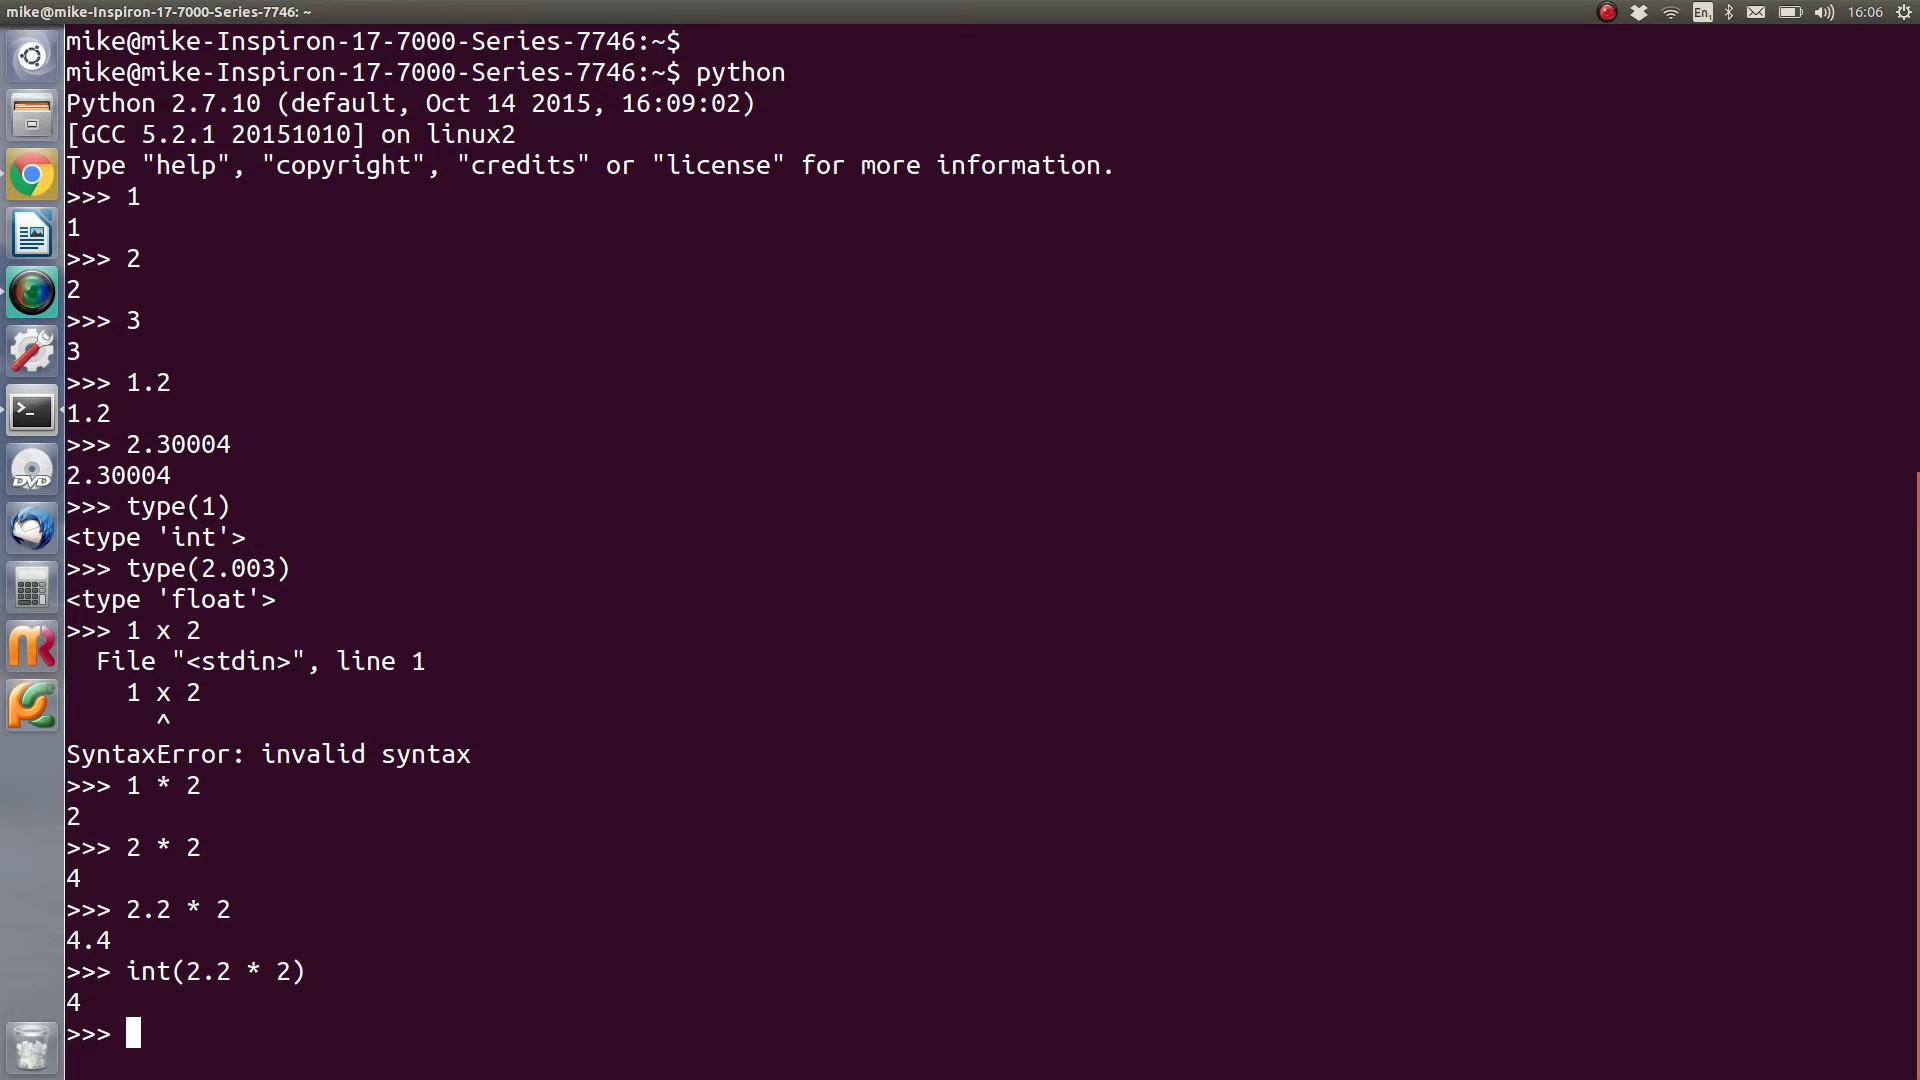 mike@mike-Inspiron-17-7000-Series-7746: ~
En1
16:06
mike@mike-Inspiron-17-7000-Series-7746:~$
mike@mike-Inspiron-17-7000-Series-7746:~$ python
Python 2.7.10 (default, Oct 14 2015, 16:09:02)
[GCC 5.2.1 20151010] on linux2
Type "help", "copyright", "credits" or "license" for more information.
>>> 1
1
>>> 2
2
>>> 3
3
>>> 1.2
1.2
>>> 2.30004
2.30004
>>> type(1)
<type 'int'>
>>> type(2.003)
<type 'float'>
>>> 1 x 2
  File "<stdin>", line 1
    1 x 2
      ^
SyntaxError: invalid syntax
>>> 1 * 2
2
>>> 2 * 2
4
>>> 2.2 * 2
4.4
>>> int(2.2 * 2)
4
>>>
DVD